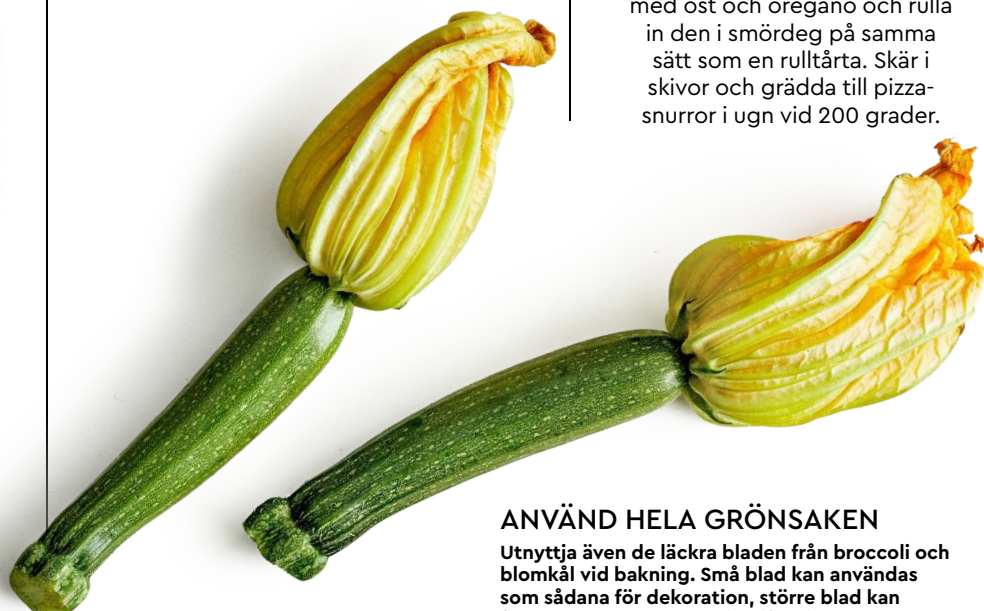 med ost och oregano och rulla
in den i smördeg på samma
sätt som en rulltårta. Skär i
skivor och grädda till pizza-
snurror i ugn vid 200 grader.
ANVÄND HELA GRÖNSAKEN
Utnyttja även de läckra bladen från broccoli och
blomkål vid bakning. Små blad kan användas
som sådana för dekoration, större blad kan